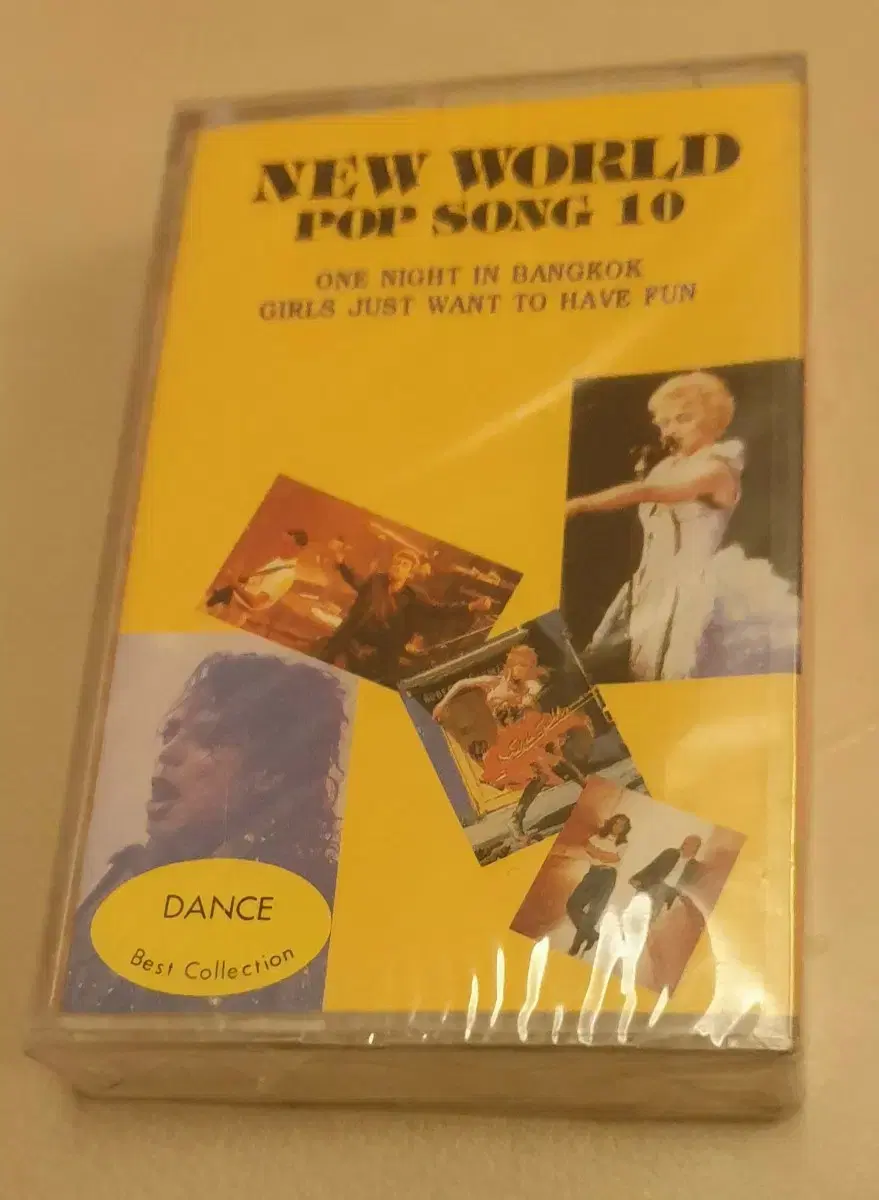 NEW WORLD
POP SONG 10
ONE NIGHT IN BANGKOK
GIRLS JUST WANT TO HAVE FUN
DANCE
Best Collection